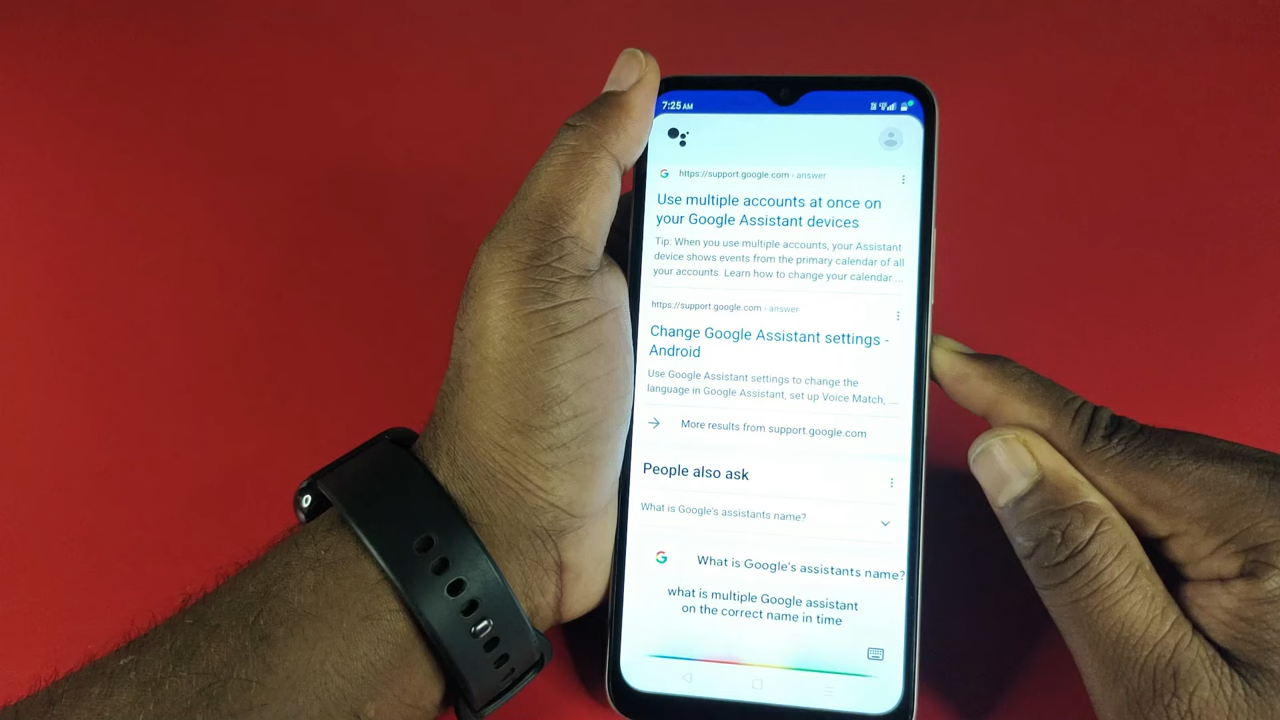 7:25 AM
https://support.google.com › answer
Use multiple accounts at once on
your Google Assistant devices
Tip: When you use multiple accounts, your Assistant
device shows events from the primary calendar of all
your accounts. Learn how to change your calendar ...
https://support.google.com › answer
Change Google Assistant settings -
Android
Use Google Assistant settings to change the
language in Google Assistant, set up Voice Match, ...
More results from support.google.com
People also ask
What is Google's assistants name?
What is Google's assistants name?
what is multiple Google assistant
on the correct name in time